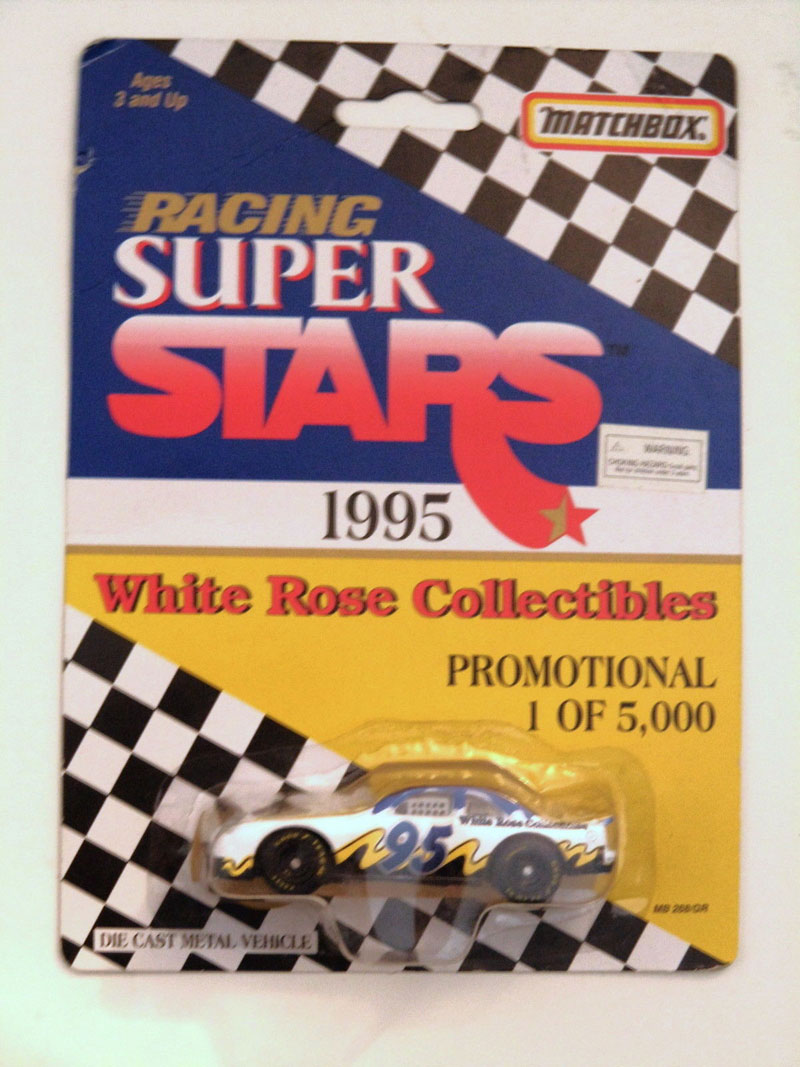 Ages
3 and Up
MATCHBOX
RACING
SUPER
STARS™
WARNING
1995
White Rose Collectibles
PROMOTIONAL
1 OF 5,000
White Rose Collectibles
95
DIE CAST METAL VEHICLE